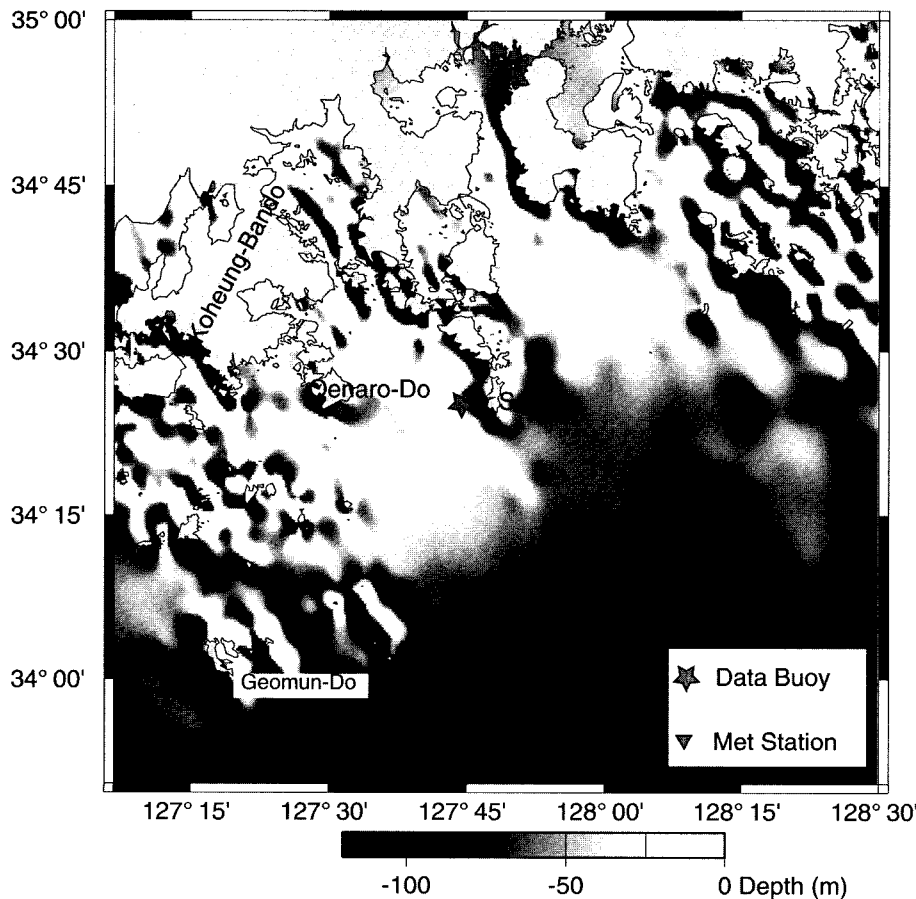 35° 00'
34° 45'
34° 30'
34° 15'
34° 00'
Koheung-Bando
Oenaro-Do
S
Geomun-Do
Data Buoy
Met Station
127° 15'
127° 30'
127° 45'
128° 00'
128° 15'
128° 30'
-100
-50
0 Depth (m)